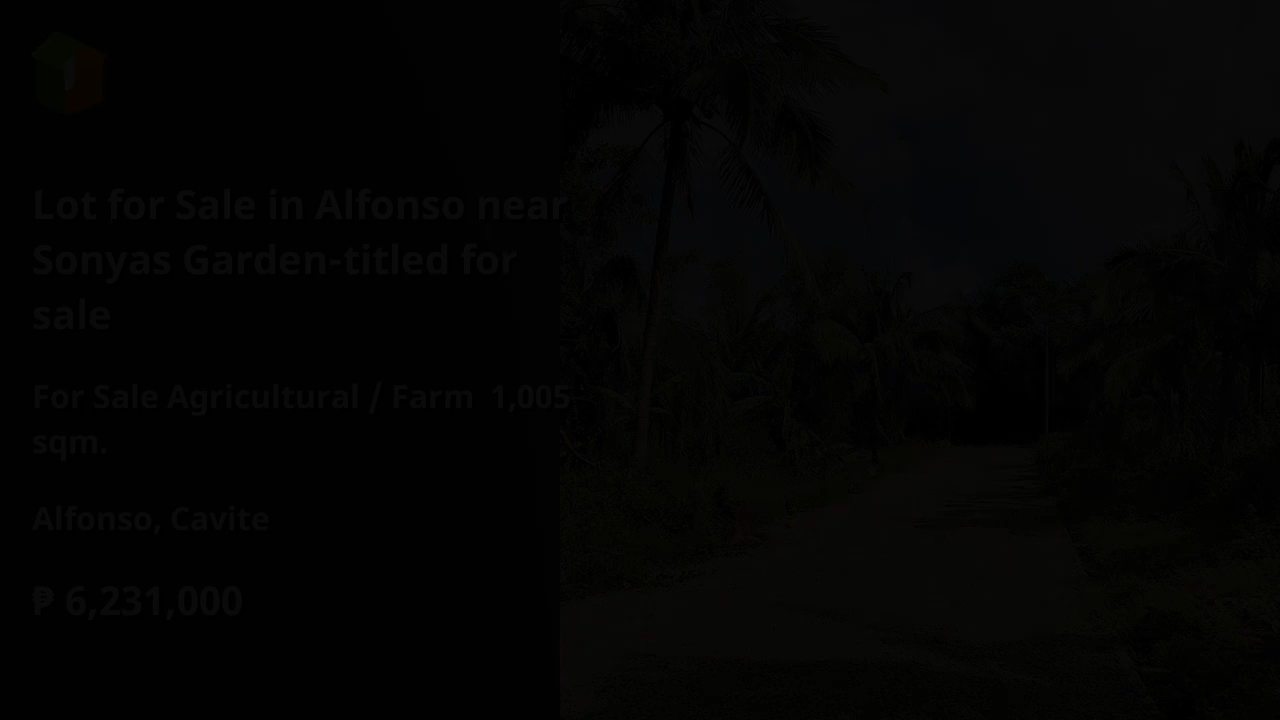 Lot for Sale in Alfonso near
Sonyas Garden-titled for
sale
For Sale Agricultural / Farm 1,005
sqm.
Alfonso, Cavite
₱ 6,231,000